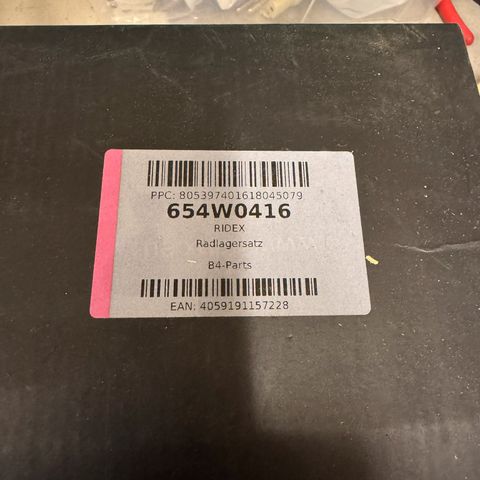 PPC: 805397401618045079
654W0416
RIDEX
Radlagersatz
B4-Parts
EAN: 4059191157228